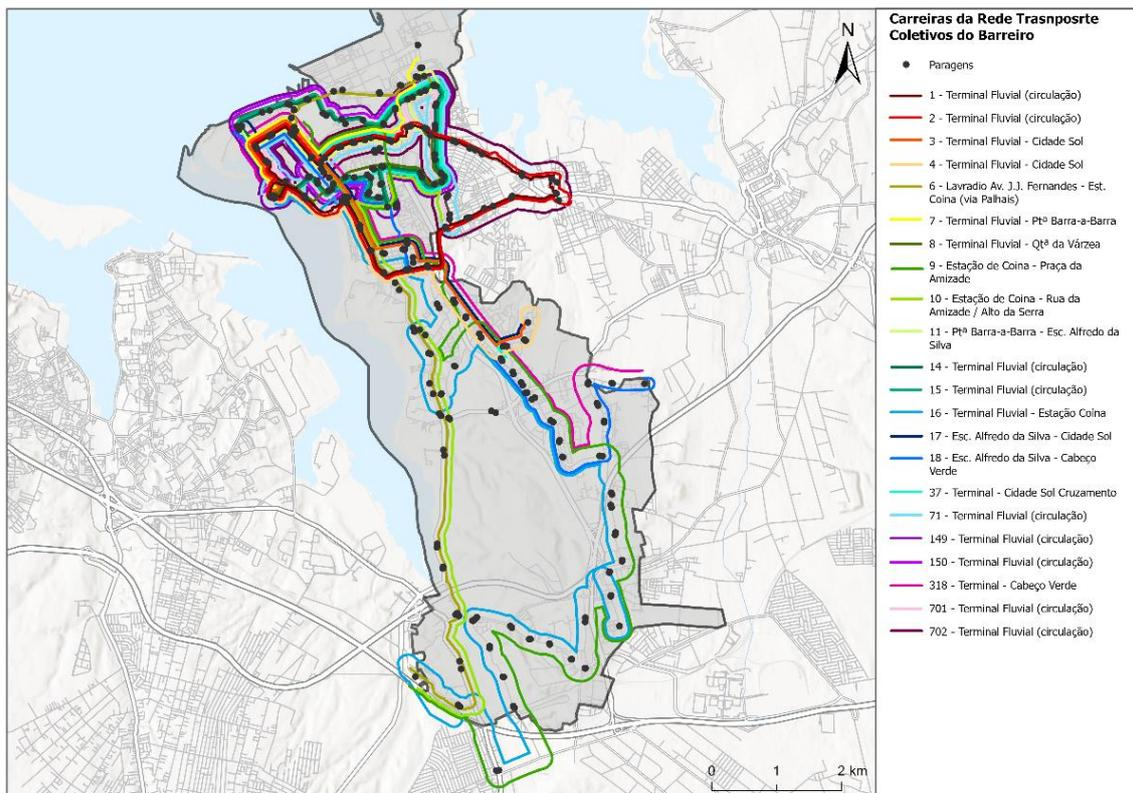 Carreiras da Rede Trasnposrte
Coletivos do Barreiro
N
Paragens
1 - Terminal Fluvial (circulação)
2 - Terminal Fluvial (circulação)
3 - Terminal Fluvial - Cidade Sol
4 - Terminal Fluvial - Cidade Sol
6 - Lavradio Av. J.J. Fernandes - Est.
Coina (via Palhais)
7 - Terminal Fluvial - Ptº Barra-a-Barra
8 - Terminal Fluvial - Qtª da Várzea
9 - Estação de Coina - Praça da
Amizade
10 - Estação de Coina - Rua da
Amizade / Alto da Serra
11 - Ptª Barra-a-Barra - Esc. Alfredo da
Silva
14 - Terminal Fluvial (circulação)
15 - Terminal Fluvial (circulação)
16 - Terminal Fluvial - Estação Coina
17 - Esc. Alfredo da Silva - Cidade Sol
18 - Esc. Alfredo da Silva - Cabeço
Verde
37 - Terminal - Cidade Sol Cruzamento
71 - Terminal Fluvial (circulação)
149 - Terminal Fluvial (circulação)
150 - Terminal Fluvial (circulação)
318 - Terminal - Cabeço Verde
701 - Terminal Fluvial (circulação)
702 - Terminal Fluvial (circulação)
0 1 2 km